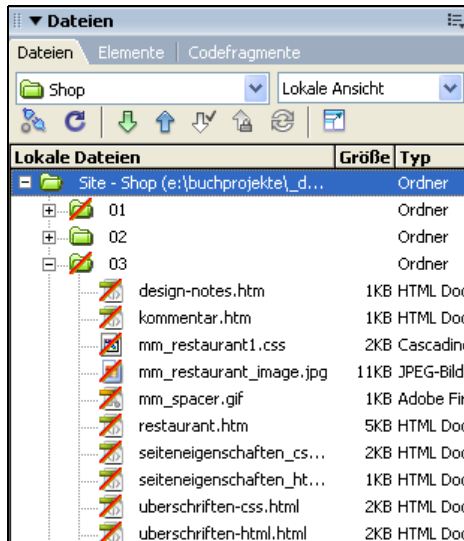 Dateien
Dateien Elemente Codefragmente
Shop Lokale Ansicht
Lokale Dateien Größe Typ
Site - Shop (e:\buchprojekte\_d... Ordner
01 Ordner
02 Ordner
03 Ordner
design-notes.htm 1KB HTML Doc
kommentar.htm 1KB HTML Doc
mm_restaurant1.css 2KB Cascading
mm_restaurant_image.jpg 11KB JPEG-Bild
mm_spacer.gif 1KB Adobe Fir
restaurant.htm 5KB HTML Doc
seiteneigenschaften_cs... 2KB HTML Doc
seiteneigenschaften_ht... 1KB HTML Doc
uberschriften-css.html 2KB HTML Doc
uberschriften-html.html 2KB HTML Doc